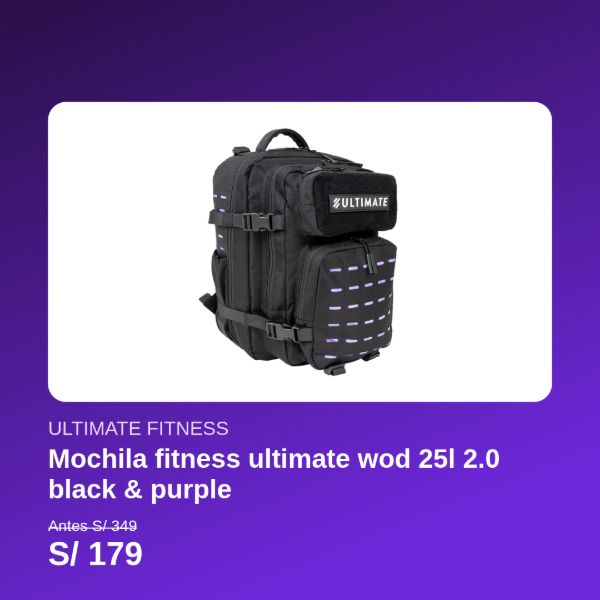 ULTIMATE
ULTIMATE FITNESS
Mochila fitness ultimate wod 25l 2.0
black & purple
Antes S/ 349
S/ 179